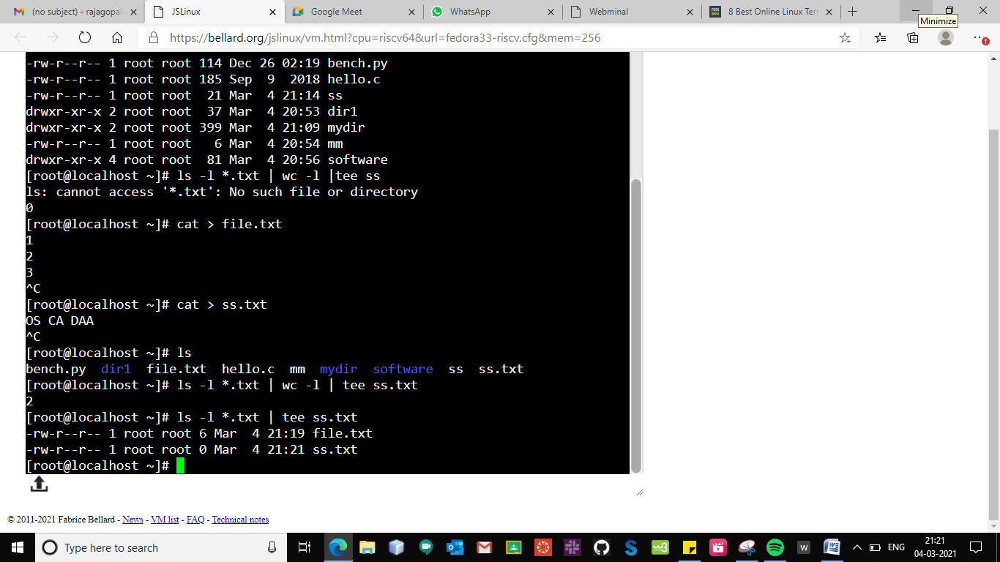 (no subject) - rajagopal
JSLinux
Google Meet
WhatsApp
Webminal
8 Best Online Linux Terr
Minimize
https://bellard.org/jslinux/vm.html?cpu=riscv64&url=fedora33-riscv.cfg&mem=256
-rw-r--r-- 1 root root 114 Dec 26 02:19 bench.py
-rw-r--r-- 1 root root 185 Sep  9  2018 hello.c
-rw-r--r-- 1 root root  21 Mar  4 21:14 ss
drwxr-xr-x 2 root root  37 Mar  4 20:53 dir1
drwxr-xr-x 2 root root 399 Mar  4 21:09 mydir
-rw-r--r-- 1 root root   6 Mar  4 20:54 mm
drwxr-xr-x 4 root root  81 Mar  4 20:56 software
[root@localhost ~]# ls -l *.txt | wc -l |tee ss
ls: cannot access '*.txt': No such file or directory
0
[root@localhost ~]# cat > file.txt
1
2
3
^C
[root@localhost ~]# cat > ss.txt
OS CA DAA
^C
[root@localhost ~]# ls
bench.py  dir1  file.txt  hello.c  mm  mydir  software  ss  ss.txt
[root@localhost ~]# ls -l *.txt | wc -l | tee ss.txt
2
[root@localhost ~]# ls -l *.txt | tee ss.txt
-rw-r--r-- 1 root root 6 Mar  4 21:19 file.txt
-rw-r--r-- 1 root root 0 Mar  4 21:21 ss.txt
[root@localhost ~]#
© 2011-2021 Fabrice Bellard - News - VM list - FAQ - Technical notes
Type here to search
ENG
21:21
04-03-2021